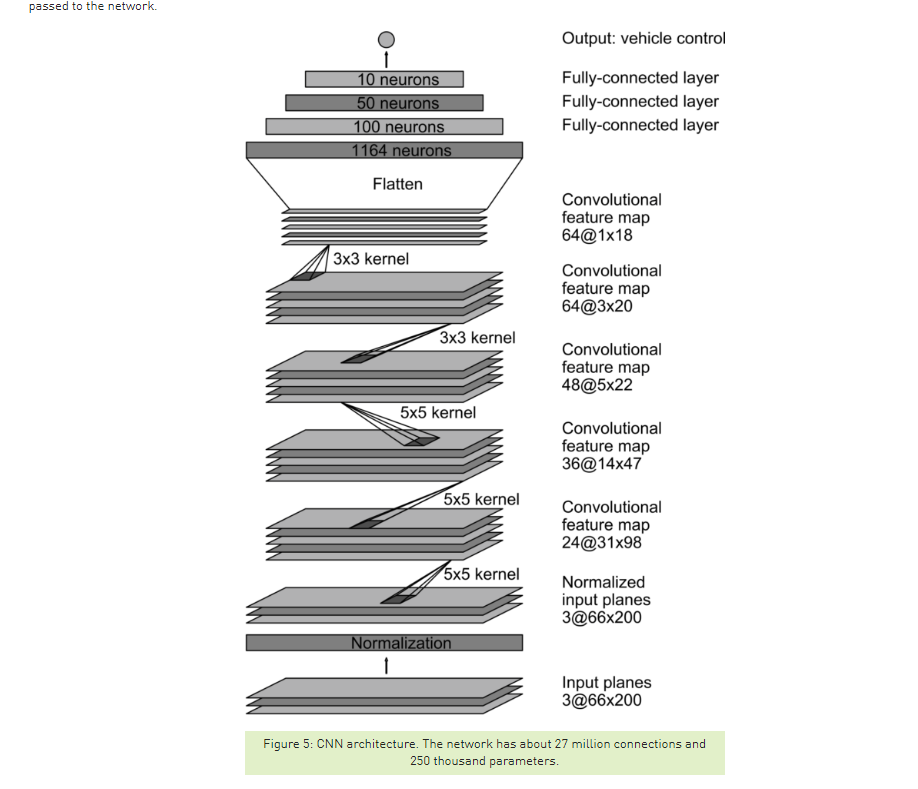 passed to the network.
Output: vehicle control
10 neurons
Fully-connected layer
50 neurons
Fully-connected layer
100 neurons
Fully-connected layer
1164 neurons
Flatten
Convolutional
feature map
64@1x18
3x3 kernel
Convolutional
feature map
64@3x20
3x3 kernel
Convolutional
feature map
48@5x22
5x5 kernel
Convolutional
feature map
36@14x47
5x5 kernel
Convolutional
feature map
24@31x98
5x5 kernel
Normalized
input planes
3@66x200
Normalization
Input planes
3@66x200
Figure 5: CNN architecture. The network has about 27 million connections and
250 thousand parameters.